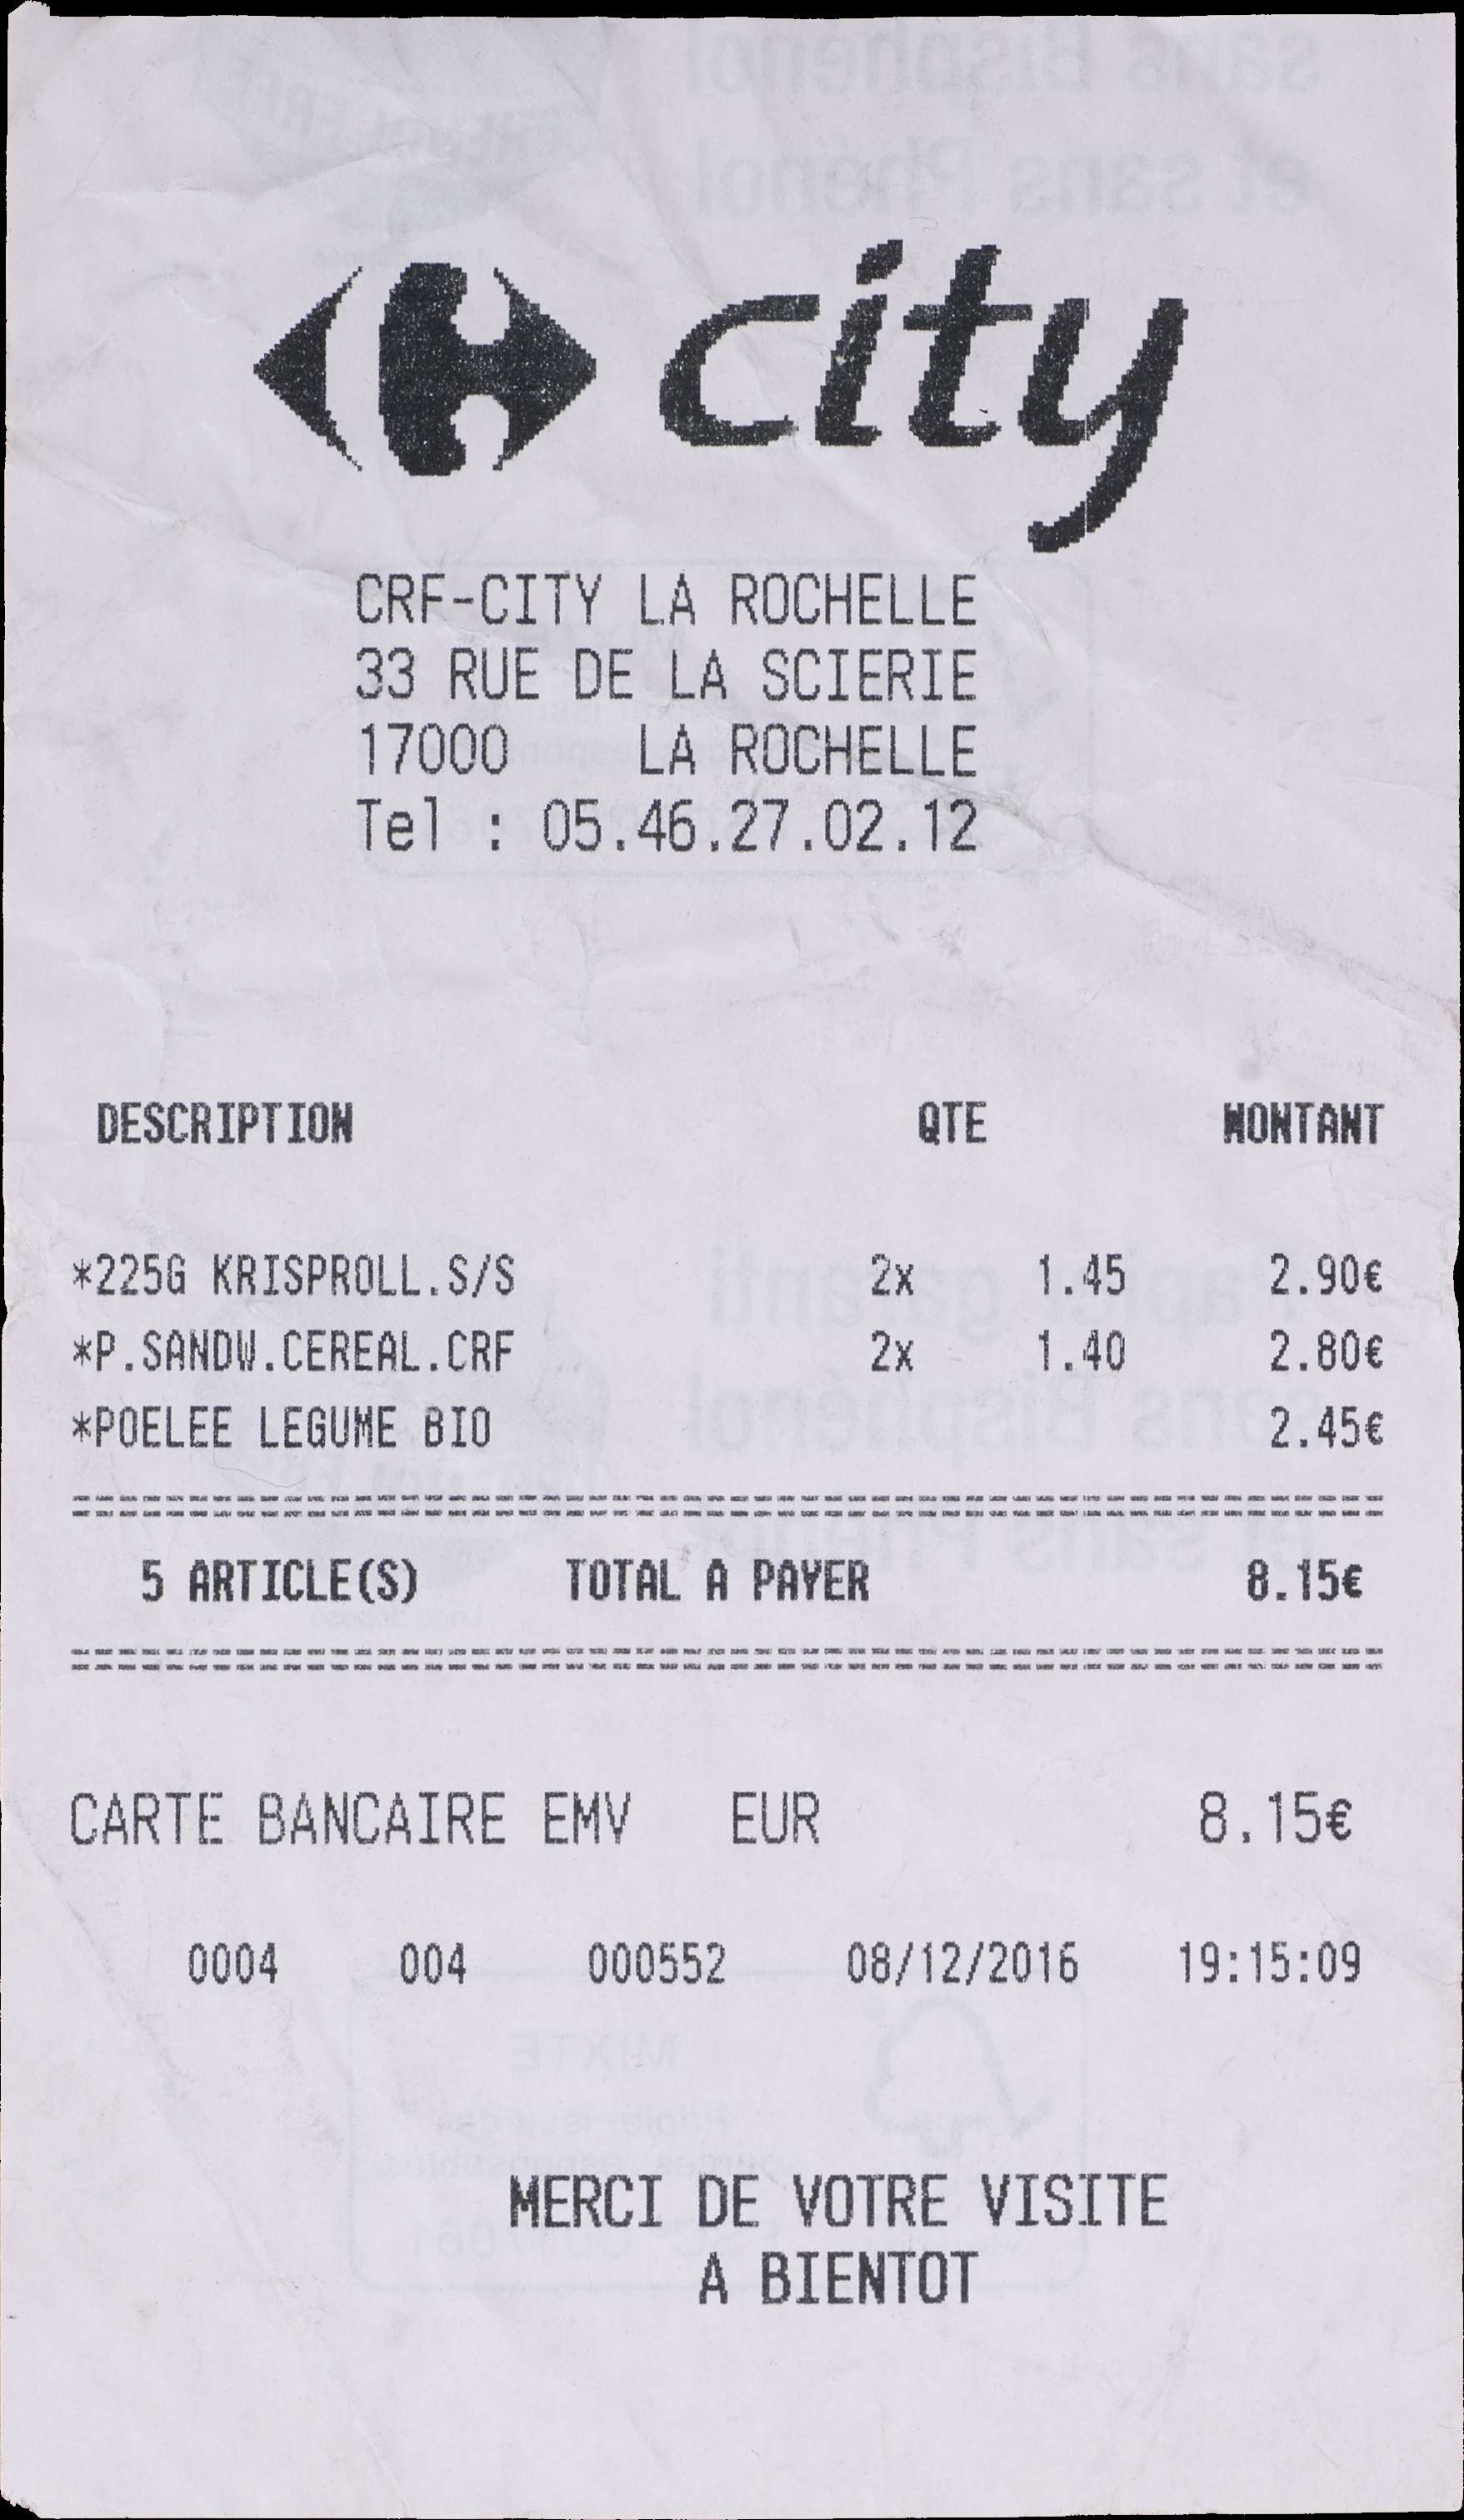 city
CRF-CITY LA ROCHELLE
33 RUE DE LA SCIERIE
17000 LA ROCHELLE
Tel : 05.46.27.02.12
DESCRIPTION QTE MONTANT
*225G KRISPROLL.S/S 2x 1.45 2.90€
*P.SANDW.CEREAL.CRF 2x 1.40 2.80€
*POELEE LEGUME BIO 2.45€
5 ARTICLE(S) TOTAL A PAYER 8.15€
CARTE BANCAIRE EMV EUR 8.15€
0004 004 000552 08/12/2016 19:15:09
MERCI DE VOTRE VISITE
A BIENTOT